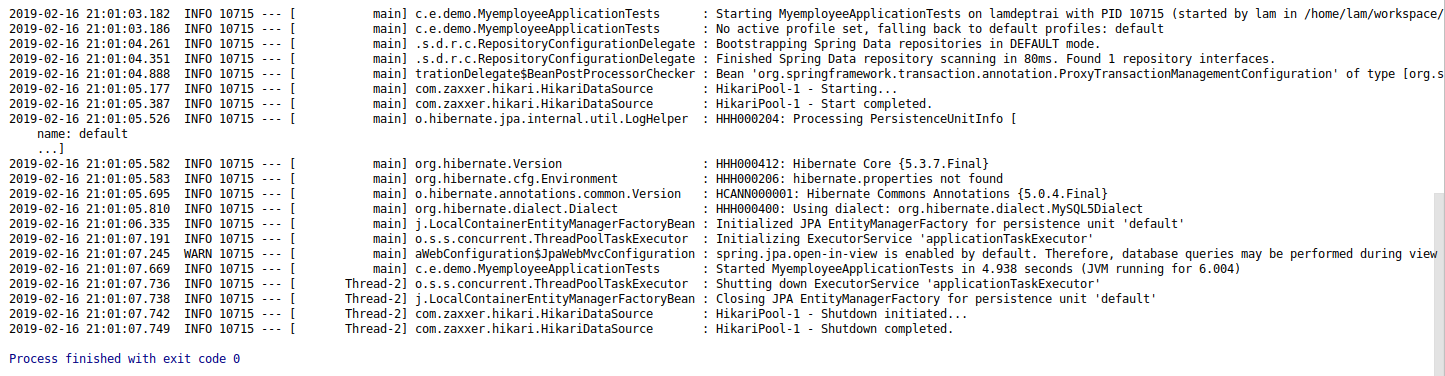 2019-02-16 21:01:03.182  INFO 10715 --- [           main] c.e.demo.MyemployeeApplicationTests      : Starting MyemployeeApplicationTests on lamdeptrai with PID 10715 (started by lam in /home/lam/workspace/
2019-02-16 21:01:03.186  INFO 10715 --- [           main] c.e.demo.MyemployeeApplicationTests      : No active profile set, falling back to default profiles: default
2019-02-16 21:01:04.261  INFO 10715 --- [           main] .s.d.r.c.RepositoryConfigurationDelegate : Bootstrapping Spring Data repositories in DEFAULT mode.
2019-02-16 21:01:04.351  INFO 10715 --- [           main] .s.d.r.c.RepositoryConfigurationDelegate : Finished Spring Data repository scanning in 80ms. Found 1 repository interfaces.
2019-02-16 21:01:04.888  INFO 10715 --- [           main] trationDelegate$BeanPostProcessorChecker : Bean 'org.springframework.transaction.annotation.ProxyTransactionManagementConfiguration' of type [org.s
2019-02-16 21:01:05.177  INFO 10715 --- [           main] com.zaxxer.hikari.HikariDataSource       : HikariPool-1 - Starting...
2019-02-16 21:01:05.387  INFO 10715 --- [           main] com.zaxxer.hikari.HikariDataSource       : HikariPool-1 - Start completed.
2019-02-16 21:01:05.526  INFO 10715 --- [           main] o.hibernate.jpa.internal.util.LogHelper  : HHH000204: Processing PersistenceUnitInfo [
    name: default
    ...]
2019-02-16 21:01:05.582  INFO 10715 --- [           main] org.hibernate.Version                    : HHH000412: Hibernate Core {5.3.7.Final}
2019-02-16 21:01:05.583  INFO 10715 --- [           main] org.hibernate.cfg.Environment            : HHH000206: hibernate.properties not found
2019-02-16 21:01:05.695  INFO 10715 --- [           main] o.hibernate.annotations.common.Version   : HCANN000001: Hibernate Commons Annotations {5.0.4.Final}
2019-02-16 21:01:05.810  INFO 10715 --- [           main] org.hibernate.dialect.Dialect            : HHH000400: Using dialect: org.hibernate.dialect.MySQL5Dialect
2019-02-16 21:01:06.335  INFO 10715 --- [           main] j.LocalContainerEntityManagerFactoryBean : Initialized JPA EntityManagerFactory for persistence unit 'default'
2019-02-16 21:01:07.191  INFO 10715 --- [           main] o.s.s.concurrent.ThreadPoolTaskExecutor  : Initializing ExecutorService 'applicationTaskExecutor'
2019-02-16 21:01:07.245  WARN 10715 --- [           main] aWebConfiguration$JpaWebMvcConfiguration : spring.jpa.open-in-view is enabled by default. Therefore, database queries may be performed during view
2019-02-16 21:01:07.669  INFO 10715 --- [           main] c.e.demo.MyemployeeApplicationTests      : Started MyemployeeApplicationTests in 4.938 seconds (JVM running for 6.004)
2019-02-16 21:01:07.736  INFO 10715 --- [       Thread-2] o.s.s.concurrent.ThreadPoolTaskExecutor  : Shutting down ExecutorService 'applicationTaskExecutor'
2019-02-16 21:01:07.738  INFO 10715 --- [       Thread-2] j.LocalContainerEntityManagerFactoryBean : Closing JPA EntityManagerFactory for persistence unit 'default'
2019-02-16 21:01:07.742  INFO 10715 --- [       Thread-2] com.zaxxer.hikari.HikariDataSource       : HikariPool-1 - Shutdown initiated...
2019-02-16 21:01:07.749  INFO 10715 --- [       Thread-2] com.zaxxer.hikari.HikariDataSource       : HikariPool-1 - Shutdown completed.
Process finished with exit code 0